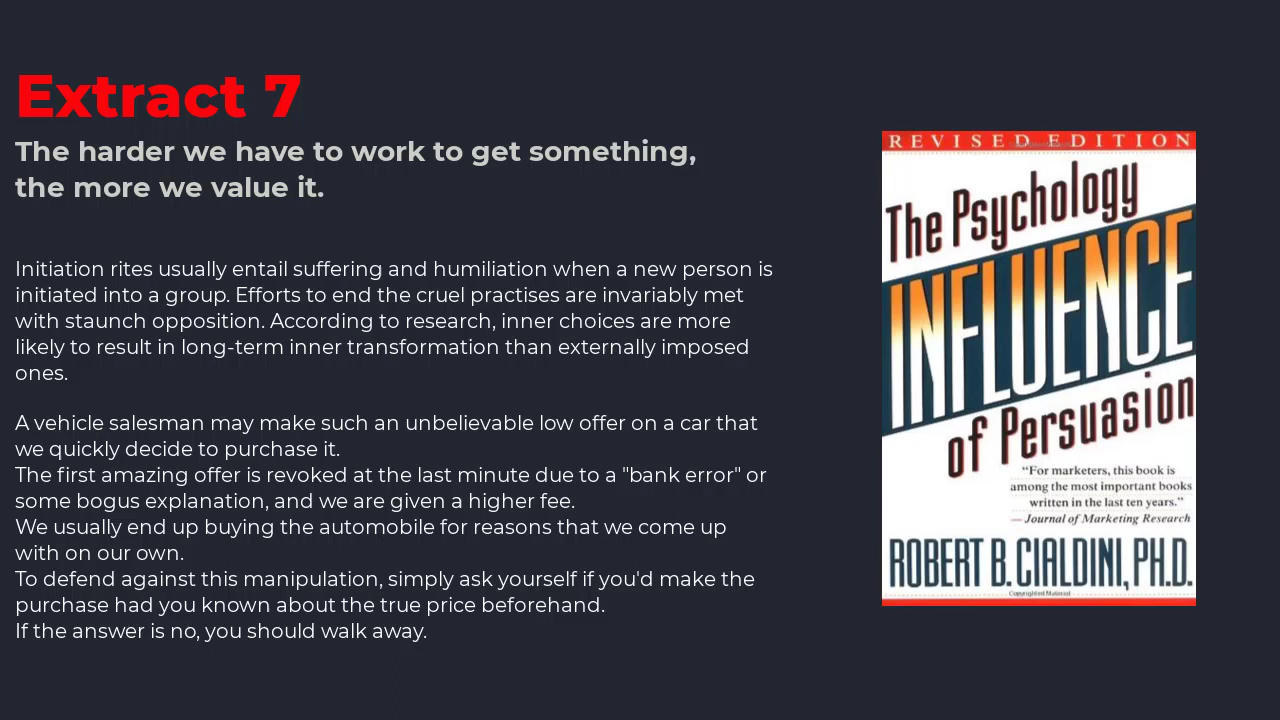 Extract 7
The harder we have to work to get something,
the more we value it.
Initiation rites usually entail suffering and humiliation when a new person is
initiated into a group. Efforts to end the cruel practises are invariably met
with staunch opposition. According to research, inner choices are more
likely to result in long-term inner transformation than externally imposed
ones.
A vehicle salesman may make such an unbelievable low offer on a car that
we quickly decide to purchase it.
The first amazing offer is revoked at the last minute due to a "bank error" or
some bogus explanation, and we are given a higher fee.
We usually end up buying the automobile for reasons that we come up
with on our own.
To defend against this manipulation, simply ask yourself if you'd make the
purchase had you known about the true price beforehand.
If the answer is no, you should walk away.
REVISED EDITION
The Psychology
INFLUENCE
of Persuasion
“For marketers, this book is
among the most important books
written in the last ten years.”
— Journal of Marketing Research
ROBERT B. CIALDINI, PH.D.
Copyrighted Material